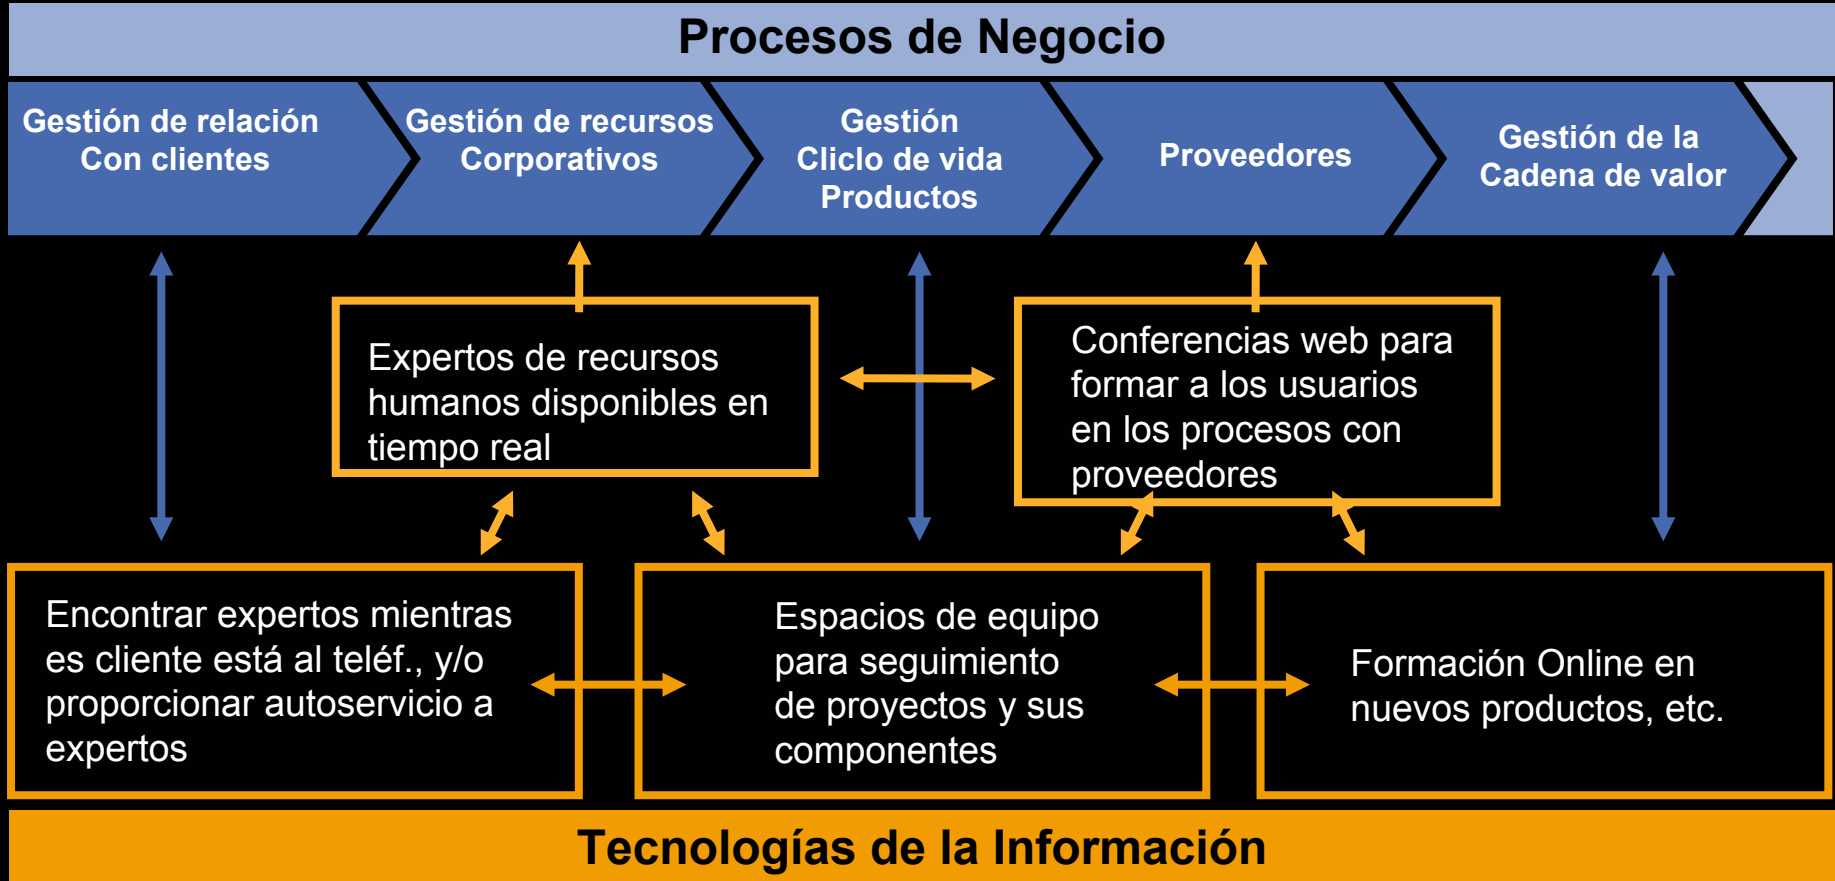 Procesos de Negocio
Gestión de relación
Con clientes
Gestión de recursos
Corporativos
Gestión
Cliclo de vida
Productos
Proveedores
Gestión de la
Cadena de valor
Expertos de recursos
humanos disponibles en
tiempo real
Conferencias web para
formar a los usuarios
en los procesos con
proveedores
Encontrar expertos mientras
es cliente está al teléf., y/o
proporcionar autoservicio a
expertos
Espacios de equipo
para seguimiento
de proyectos y sus
componentes
Formación Online en
nuevos productos, etc.
Tecnologías de la Información